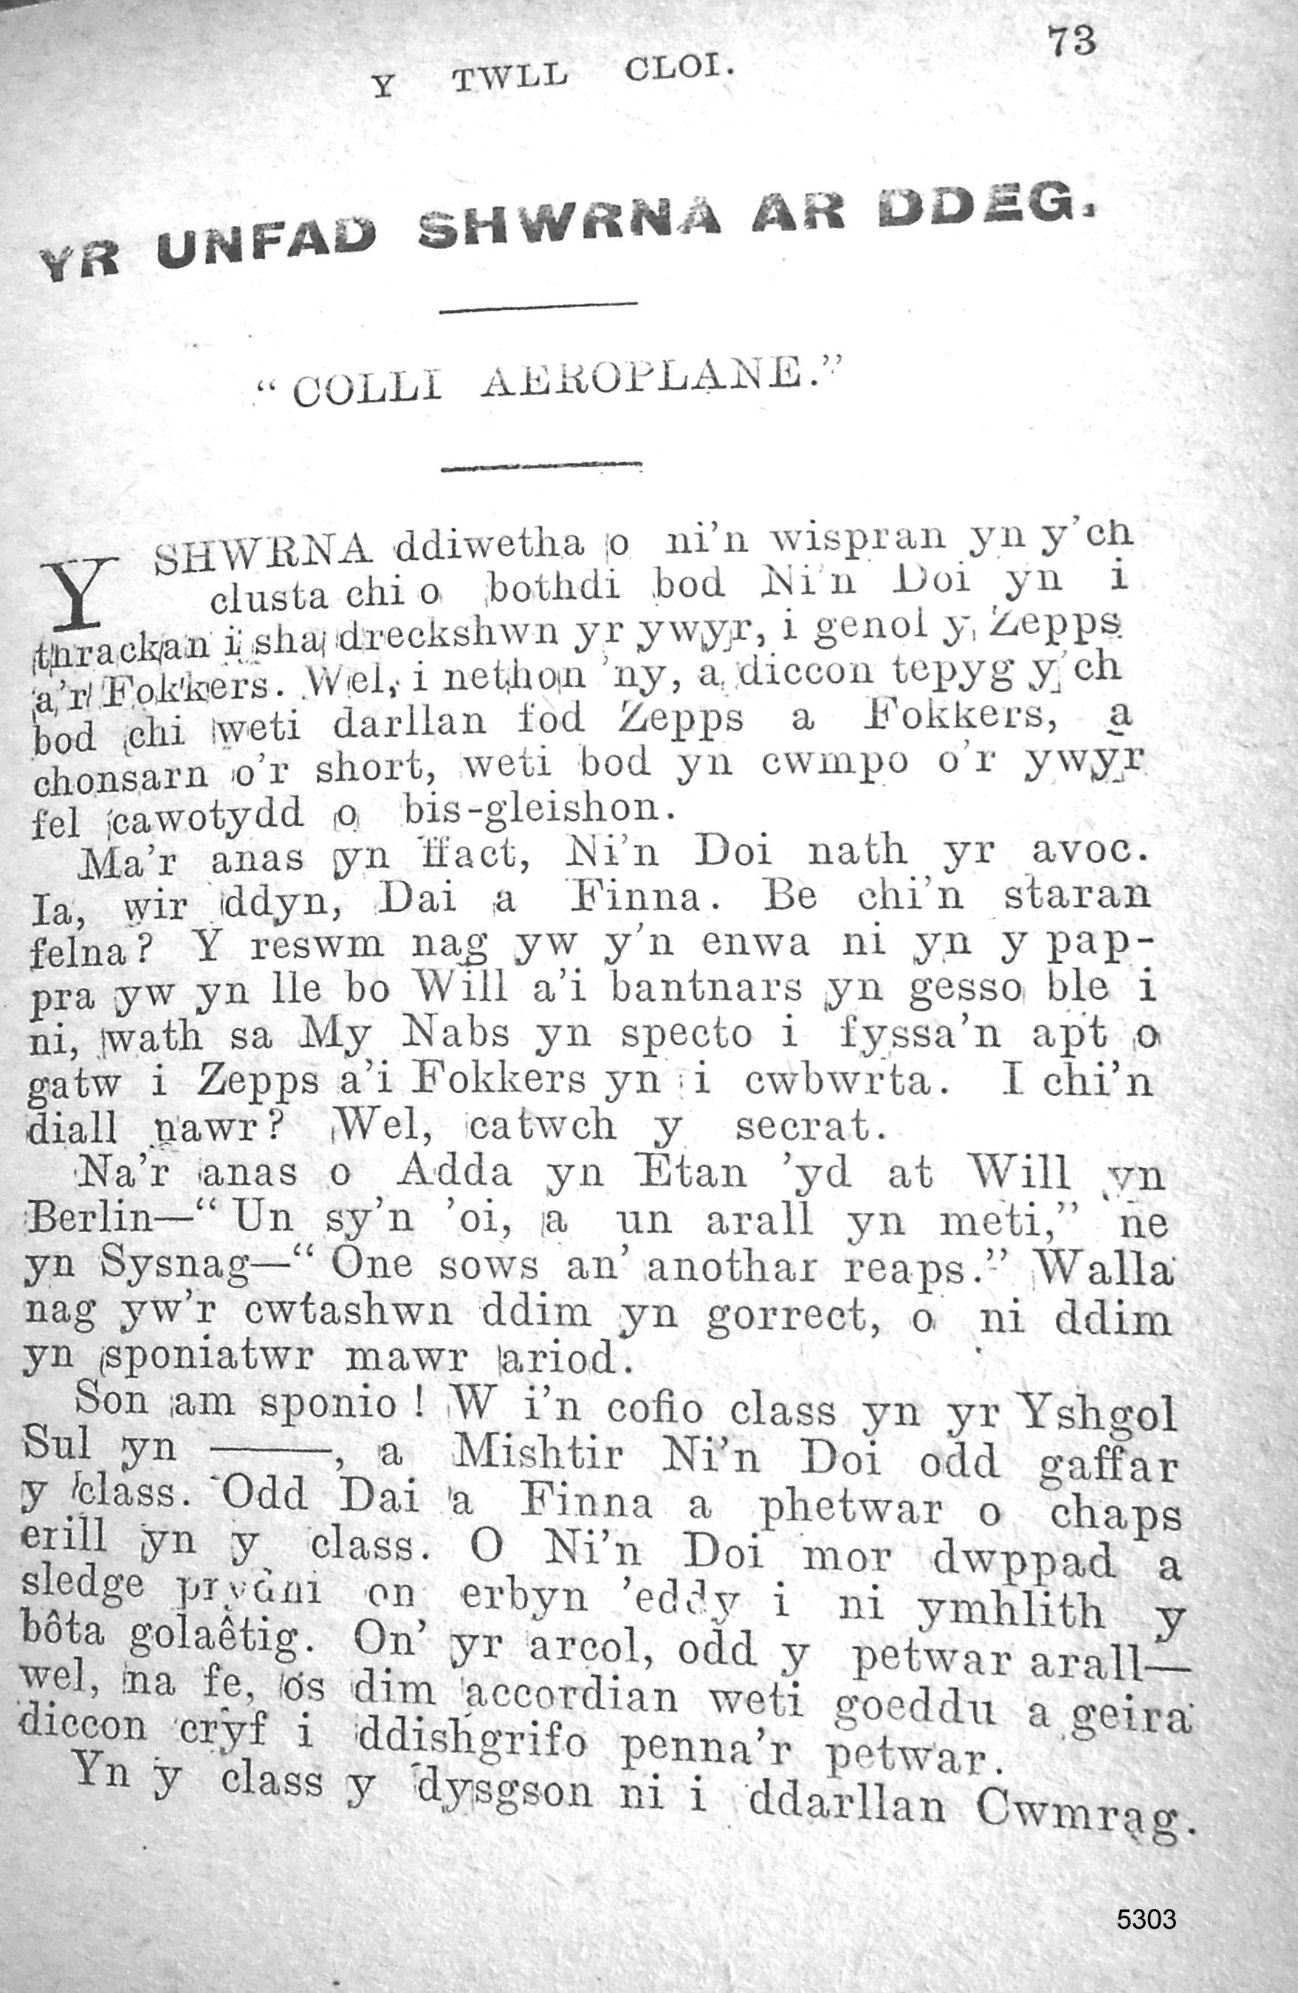 73
Y TWLL CLOI.
YR UNFAD SHWRNA AR DDEG.
“COLLI AEROPLANE.”
Y SHWRNA ddiwetha o ni’n wispran yn y’ch
clusta chi o bothdi bod Ni’n Doi yn i
thrackan i sha dreckshwn yr ywyr, i genol y Zepps
a’r Fokkers. Wel, i nethon ’ny, a diccon tepyg y’ch
bod chi weti darllan fod Zepps a Fokkers, a
chonsarn o’r short, weti bod yn cwmpo o’r ywyr
fel cawotydd o bis-gleishon.
Ma’r anas yn ffact, Ni’n Doi nath yr avoc.
Ia, wir ddyn, Dai a Finna. Be chi’n staran
felna? Y reswm nag yw y’n enwa ni yn y pap-
pra yw yn lle bo Will a’i bantnars yn gesso ble i
ni, wath sa My Nabs yn specto i fyssa’n apt o
gatw i Zepps a’i Fokkers yn i cwbwrta. I chi’n
diall nawr? Wel, catwch y secrat.
Na’r anas o Adda yn Etan ’yd at Will yn
Berlin—“Un sy’n ’oi, a un arall yn meti,” ne
yn Sysnag—“One sows an’ anothar reaps.” Walla
nag yw’r cwtashwn ddim yn gorrect, o ni ddim
yn sponiatwr mawr ariod.
Son am sponio! W i’n cofio class yn yr Yshgol
Sul yn ———, a Mishtir Ni’n Doi odd gaffar
y class. Odd Dai a Finna a phetwar o chaps
erill yn y class. O Ni’n Doi mor dwppad a
sledge prydni on erbyn ’eddy i ni ymhlith y
bôta golaêtig. On’ yr arcol, odd y petwar arall—
wel, na fe, os dim accordian weti goeddu a geira
diccon cryf i ddishgrifo penna’r petwar.
Yn y class y dysgson ni i ddarllan Cwmrag.
5303